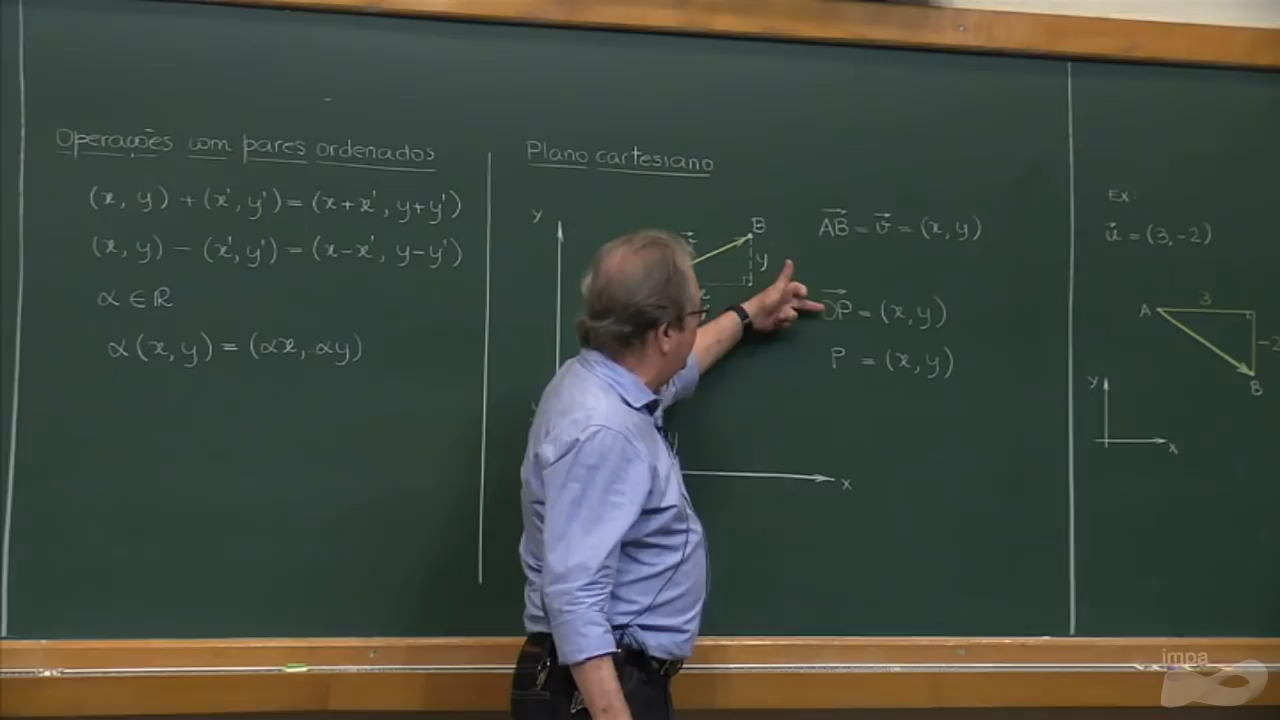 Operações com pares ordenados
(x, y) + (x', y') = (x+x', y+y')
(x, y) - (x', y') = (x-x', y-y')
α ∈ ℝ
α(x, y) = (αx, αy)
Plano cartesiano
y
B
y
x
x
AB = v = (x, y)
OP = (x, y)
P = (x, y)
Ex:
u = (3, -2)
3
A
-2
B
y
x
impa